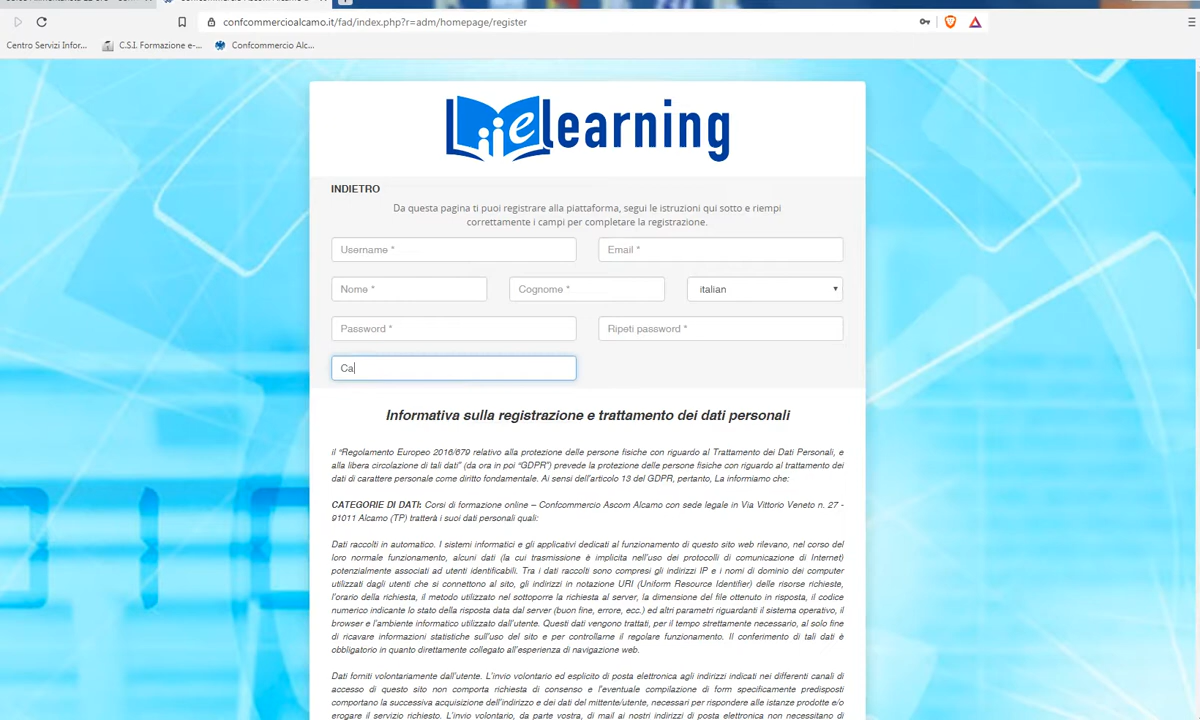 confcommercioalcamo.it/fad/index.php?r=adm/homepage/register
Centro Servizi Infor...
C.S.I. Formazione e-...
Confcommercio Alc...
elearning
INDIETRO
Da questa pagina ti puoi registrare alla piattaforma, segui le istruzioni qui sotto e riempi
correttamente i campi per completare la registrazione.
Username *
Email *
Nome *
Cognome *
italian
Password *
Ripeti password *
Ca
Informativa sulla registrazione e trattamento dei dati personali
il “Regolamento Europeo 2016/679 relativo alla protezione delle persone fisiche con riguardo al Trattamento dei Dati Personali, e
alla libera circolazione di tali dati” (da ora in poi “GDPR”) prevede la protezione delle persone fisiche con riguardo al trattamento dei
dati di carattere personale come diritto fondamentale. Ai sensi dell'articolo 13 del GDPR, pertanto, La informiamo che:
CATEGORIE DI DATI: Corsi di formazione online – Confcommercio Ascom Alcamo con sede legale in Via Vittorio Veneto n. 27 -
91011 Alcamo (TP) tratterà i suoi dati personali quali:
Dati raccolti in automatico. I sistemi informatici e gli applicativi dedicati al funzionamento di questo sito web rilevano, nel corso del
loro normale funzionamento, alcuni dati (la cui trasmissione è implicita nell'uso dei protocolli di comunicazione di Internet)
potenzialmente associati ad utenti identificabili. Tra i dati raccolti sono compresi gli indirizzi IP e i nomi di dominio dei computer
utilizzati dagli utenti che si connettono al sito, gli indirizzi in notazione URI (Uniform Resource Identifier) delle risorse richieste,
l'orario della richiesta, il metodo utilizzato nel sottoporre la richiesta al server, la dimensione del file ottenuto in risposta, il codice
numerico indicante lo stato della risposta data dal server (buon fine, errore, ecc.) ed altri parametri riguardanti il sistema operativo, il
browser e l'ambiente informatico utilizzato dall'utente. Questi dati vengono trattati, per il tempo strettamente necessario, al solo fine
di ricavare informazioni statistiche sull'uso del sito e per controllarne il regolare funzionamento. Il conferimento di tali dati è
obbligatorio in quanto direttamente collegato all'esperienza di navigazione web.
Dati forniti volontariamente dall'utente. L'invio volontario ed esplicito di posta elettronica agli indirizzi indicati nei differenti canali di
accesso di questo sito non comporta richiesta di consenso e l'eventuale compilazione di form specificamente predisposti
comportano la successiva acquisizione dell'indirizzo e dei dati del mittente/utente, necessari per rispondere alle istanze prodotte e/o
erogare il servizio richiesto. L'invio volontario, da parte vostra, di mail ai nostri indirizzi di posta elettronica non necessitano di